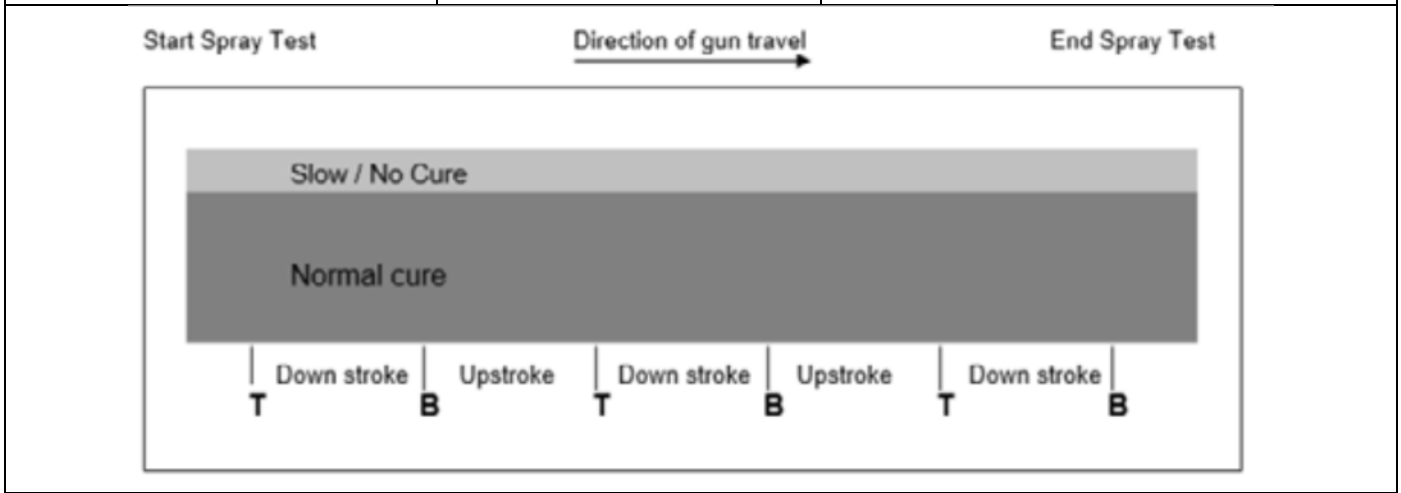 Start Spray Test Direction of gun travel End Spray Test
Slow / No Cure
Normal cure
Down stroke Upstroke Down stroke Upstroke Down stroke
T B T B T B